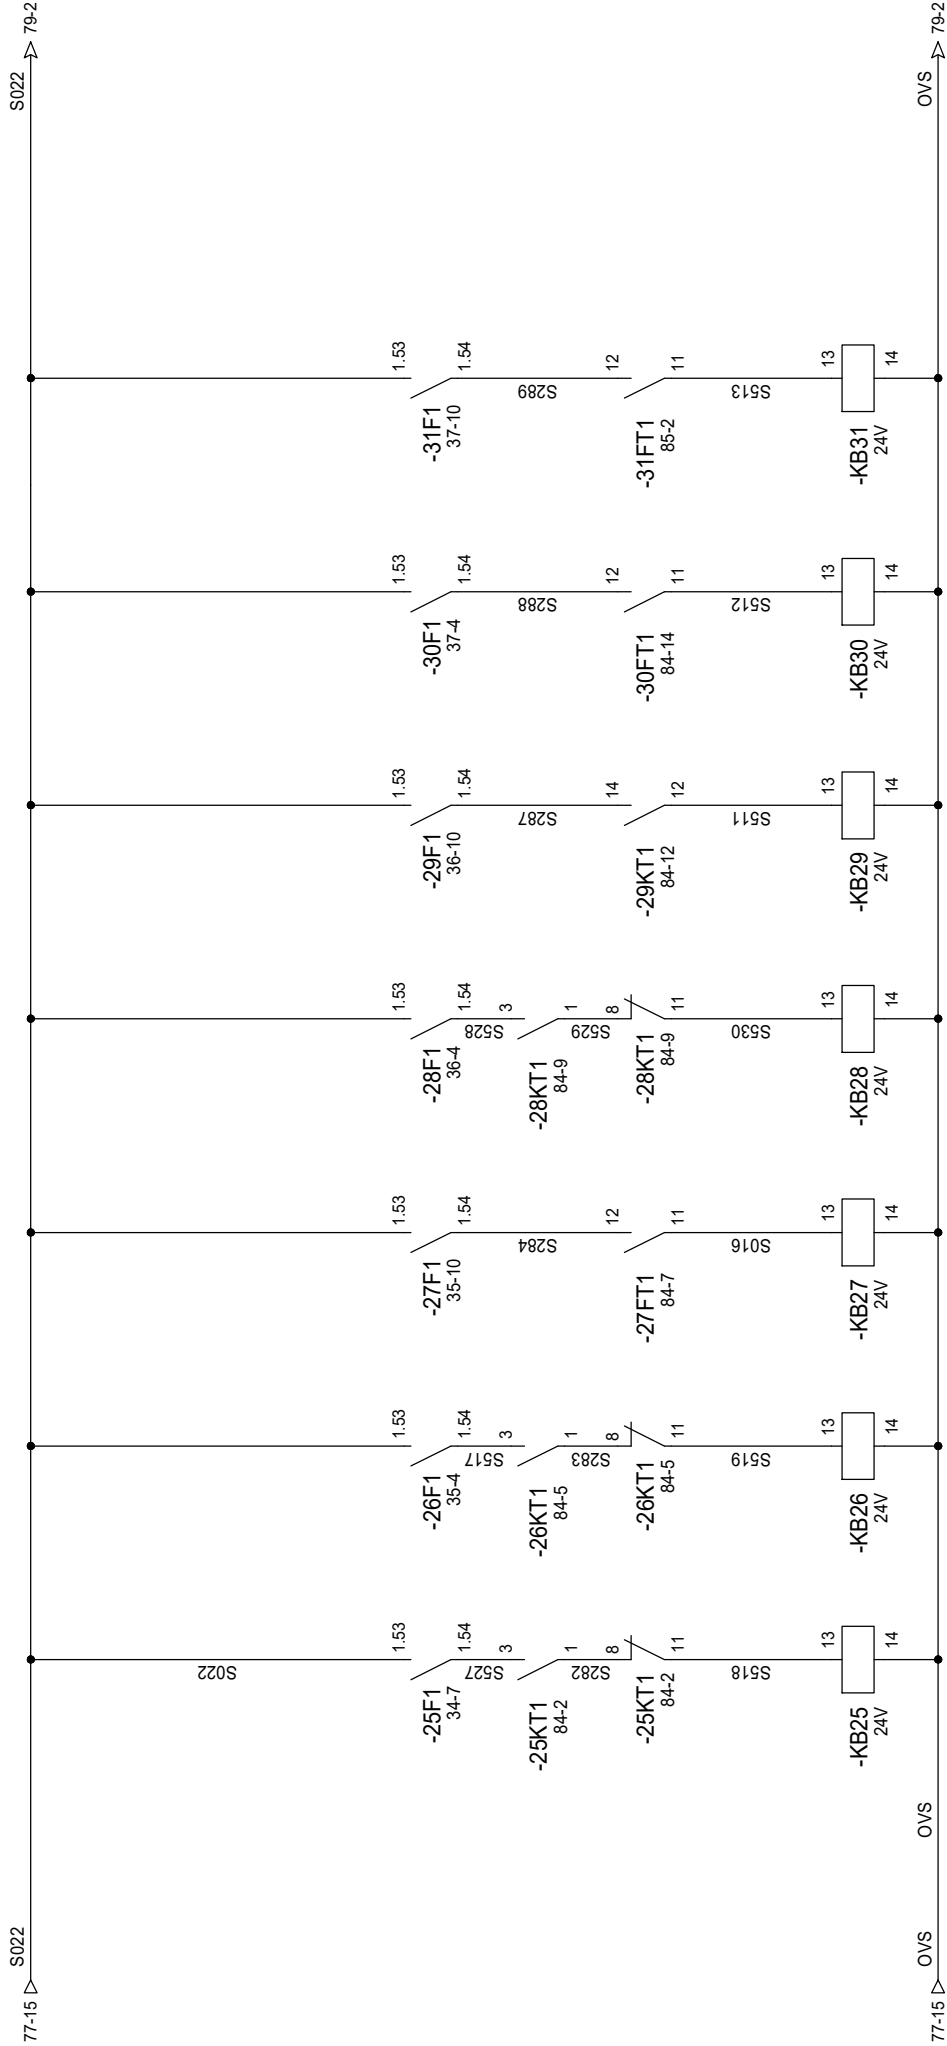 79-2
S022
79-2
OVS
1.53
-31F1
37-10
1.54
S289
12
-31FT1
85-2
11
S513
13
-KB31
24V
14
1.53
-30F1
37-4
1.54
S288
12
-30FT1
84-14
11
S512
13
-KB30
24V
14
1.53
-29F1
36-10
1.54
S287
14
-29KT1
84-12
12
S511
13
-KB29
24V
14
1.53
-28F1
36-4
1.54
S528
3
-28KT1
84-9
1
S529
8
-28KT1
84-9
11
S530
13
-KB28
24V
14
1.53
-27F1
35-10
1.54
S284
12
-27FT1
84-7
11
S016
13
-KB27
24V
14
1.53
-26F1
35-4
1.54
S517
3
-26KT1
84-5
1
S283
8
-26KT1
84-5
11
S519
13
-KB26
24V
14
S022
1.53
-25F1
34-7
1.54
S527
3
-25KT1
84-2
1
S282
8
-25KT1
84-2
11
S518
13
-KB25
24V
14
OVS
S022
77-15
OVS
77-15